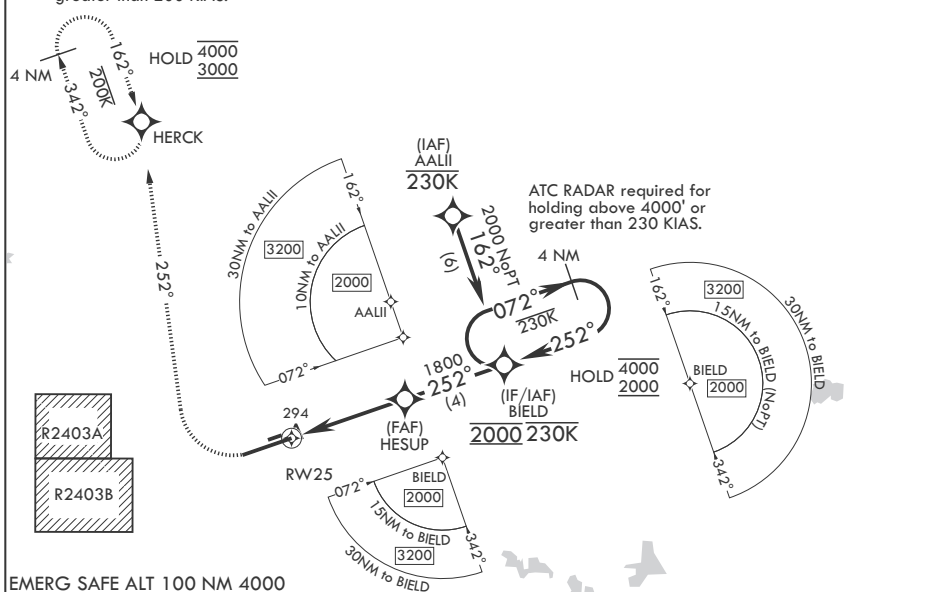 greater than 200 KIAS.
162°
HOLD 4000
3000
4 NM
200K
342°
HERCK
(IAF)
AALII
230K
ATC RADAR required for
holding above 4000' or
greater than 230 KIAS.
2000 NoPT
162°
(6)
4 NM
072°
230K
252°
30NM to AALII
162°
3200
10NM to AALII
2000
AALII
072°
252°
162°
3200
15NM to BIELD (NoPT)
30NM to BIELD
BIELD
2000
342°
HOLD 4000
2000
1800
252°
(4)
(IF/IAF)
BIELD
2000 230K
(FAF)
HESUP
294
RW25
R2403A
R2403B
072°
BIELD
2000
15NM to BIELD
342°
3200
30NM to BIELD
EMERG SAFE ALT 100 NM 4000